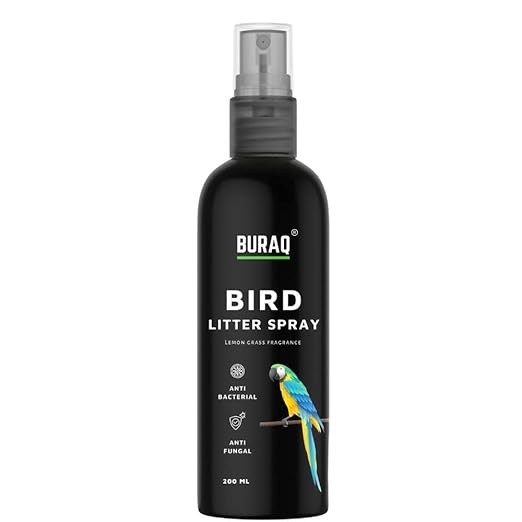 BURAQ®
BIRD
LITTER SPRAY
LEMON GRASS FRAGRANCE
ANTI
BACTERIAL
ANTI
FUNGAL
200 ML